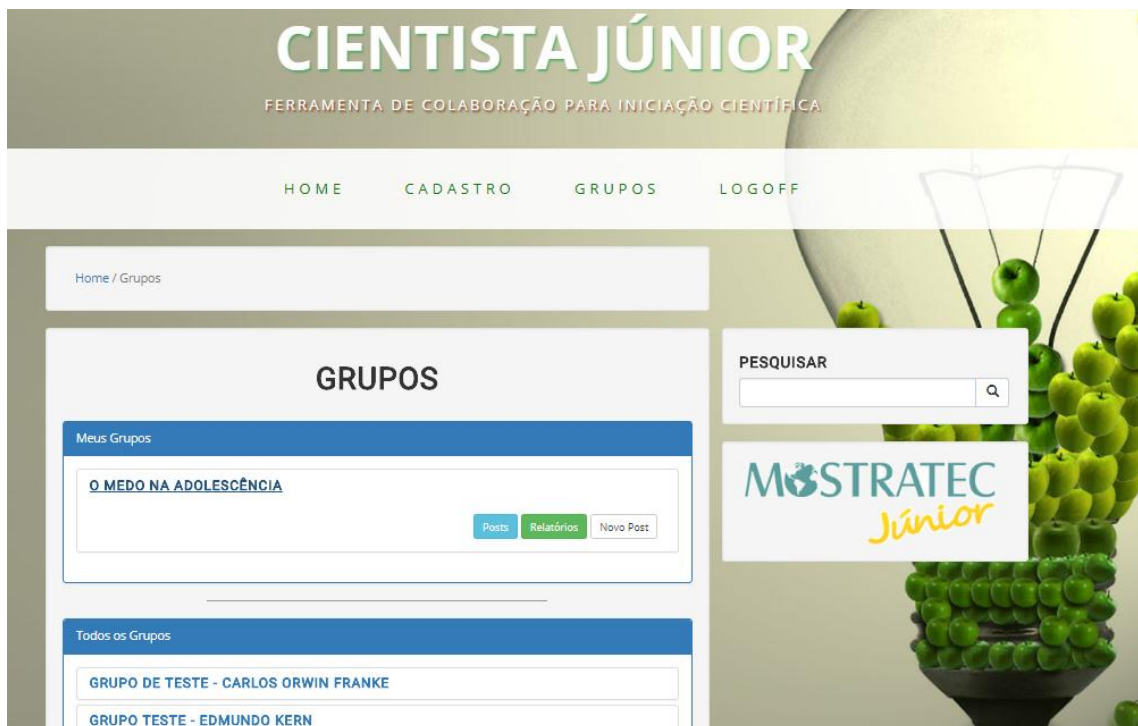 CIENTISTA JÚNIOR
FERRAMENTA DE COLABORAÇÃO PARA INICIAÇÃO CIENTÍFICA
HOME CADASTRO GRUPOS LOGOFF
Home / Grupos
GRUPOS
Meus Grupos
O MEDO NA ADOLESCÊNCIA
Posts Relatórios Novo Post
Todos os Grupos
GRUPO DE TESTE - CARLOS ORWIN FRANKE
GRUPO TESTE - EDMUNDO KERN
PESQUISAR
MOSTRATEC
Júnior